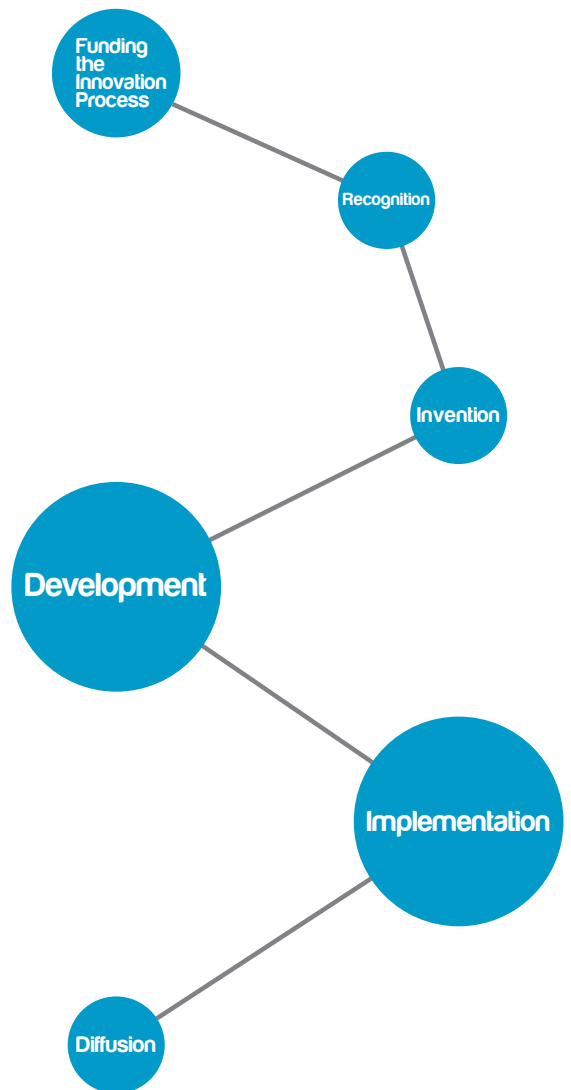 Funding
the
Innovation
Process
Recognition
Invention
Development
Implementation
Diffusion